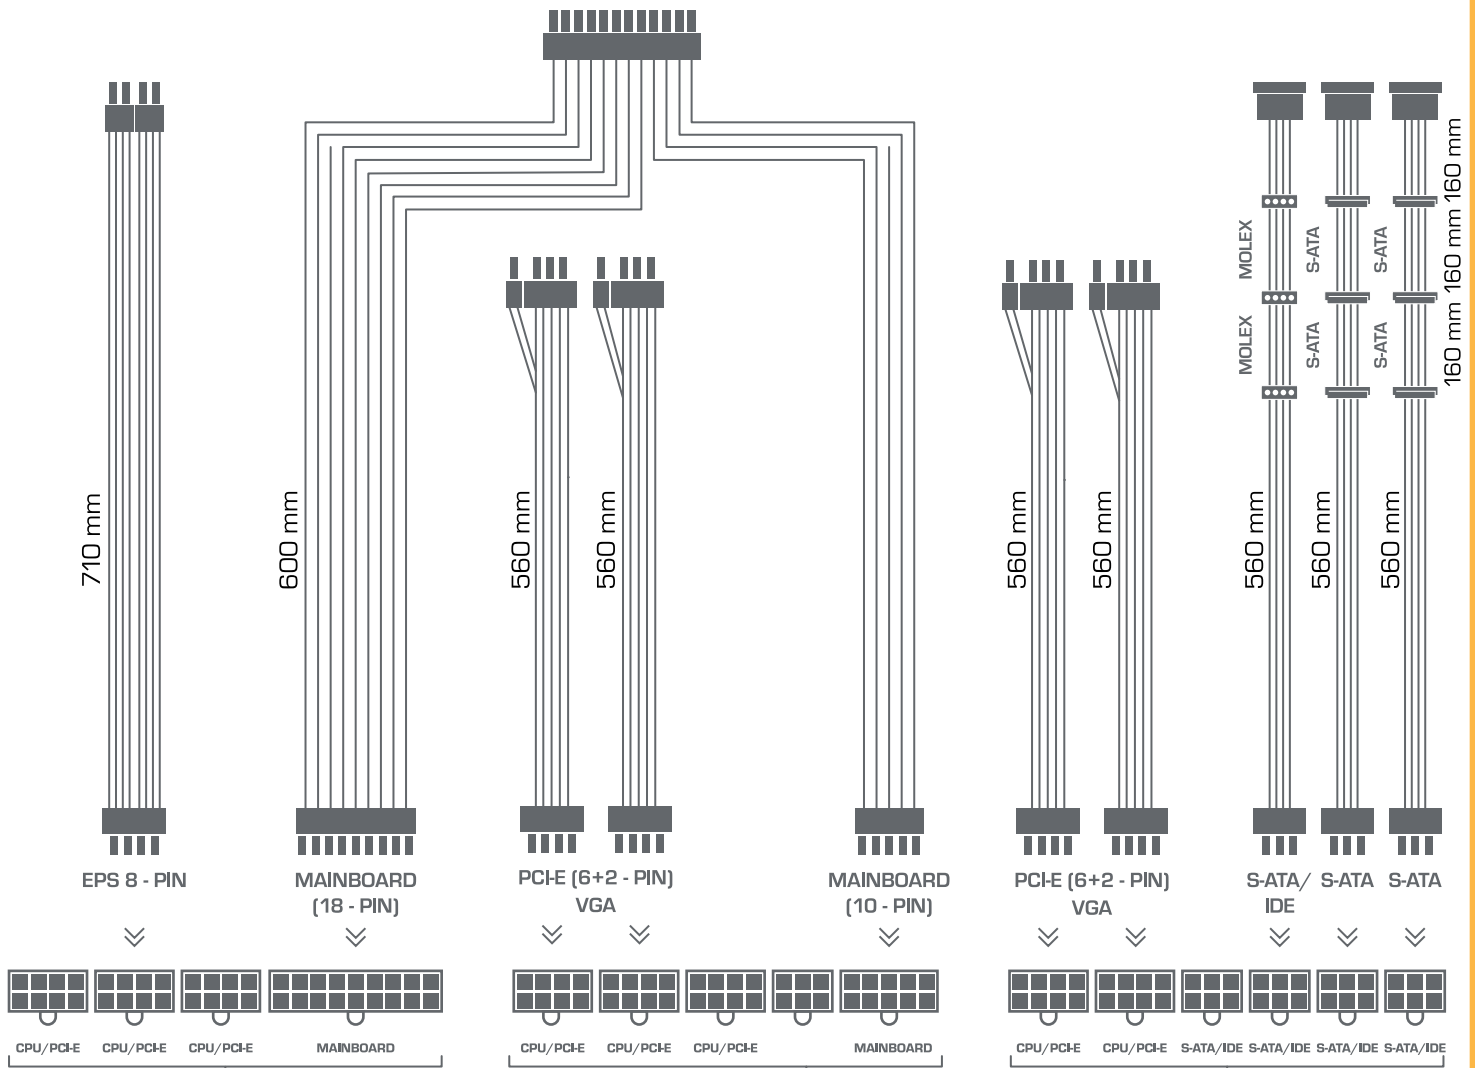 160 mm
160 mm
160 mm
MOLEX
S-ATA
S-ATA
MOLEX
S-ATA
S-ATA
710 mm
600 mm
560 mm
560 mm
560 mm
560 mm
560 mm
560 mm
560 mm
EPS 8 - PIN
MAINBOARD
(18 - PIN)
PCI-E (6+2 - PIN)
VGA
MAINBOARD
(10 - PIN)
PCI-E (6+2 - PIN)
VGA
S-ATA/
IDE
S-ATA
S-ATA
CPU/PCI-E
CPU/PCI-E
CPU/PCI-E
MAINBOARD
CPU/PCI-E
CPU/PCI-E
CPU/PCI-E
MAINBOARD
CPU/PCI-E
CPU/PCI-E
S-ATA/IDE
S-ATA/IDE
S-ATA/IDE
S-ATA/IDE